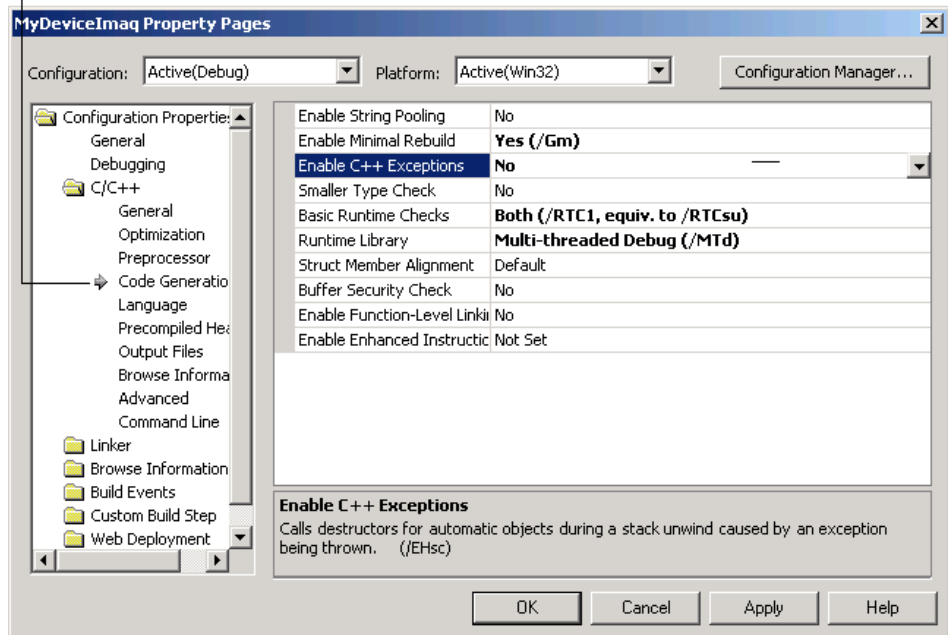 MyDeviceImaq Property Pages
Configuration: Active(Debug) Platform: Active(Win32) Configuration Manager...
Configuration Properties
General
Debugging
C/C++
General
Optimization
Preprocessor
Code Generatio
Language
Precompiled Hea
Output Files
Browse Informa
Advanced
Command Line
Linker
Browse Information
Build Events
Custom Build Step
Web Deployment
Enable String Pooling No
Enable Minimal Rebuild Yes (/Gm)
Enable C++ Exceptions No
Smaller Type Check No
Basic Runtime Checks Both (/RTC1, equiv. to /RTCsu)
Runtime Library Multi-threaded Debug (/MTd)
Struct Member Alignment Default
Buffer Security Check No
Enable Function-Level Linkin No
Enable Enhanced Instructic Not Set
Enable C++ Exceptions
Calls destructors for automatic objects during a stack unwind caused by an exception
being thrown. (/EHsc)
OK Cancel Apply Help